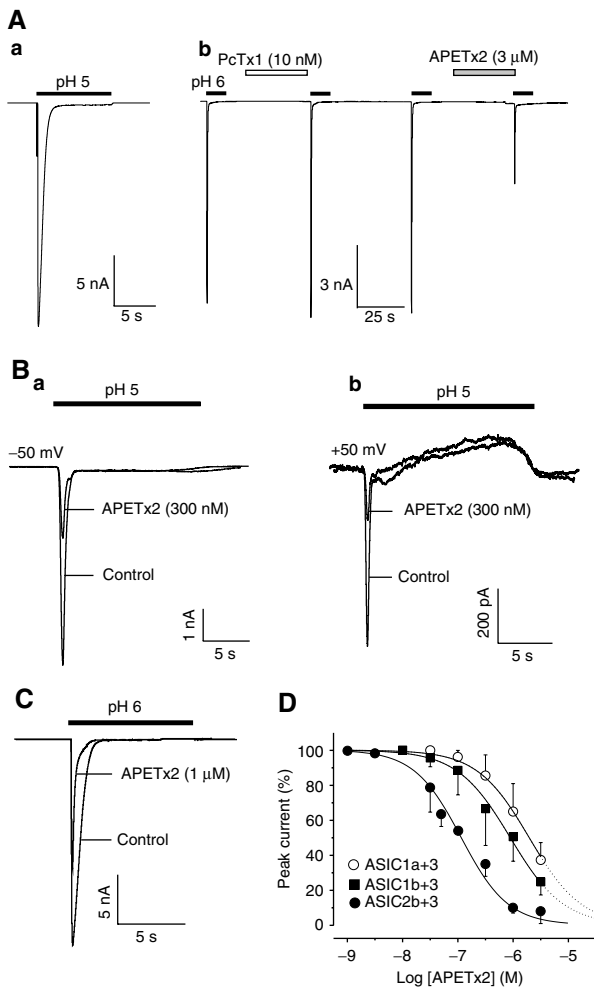 A
a
pH 5
5 nA
5 s
b
PcTx1 (10 nM)
APETx2 (3 μM)
pH 6
3 nA
25 s
B
a
pH 5
–50 mV
APETx2 (300 nM)
Control
1 nA
5 s
b
pH 5
+50 mV
APETx2 (300 nM)
Control
200 pA
5 s
C
pH 6
APETx2 (1 μM)
Control
5 nA
5 s
D
Peak current (%)
100
80
60
40
20
0
ASIC1a+3
ASIC1b+3
ASIC2b+3
–9
–8
–7
–6
–5
Log [APETx2] (M)